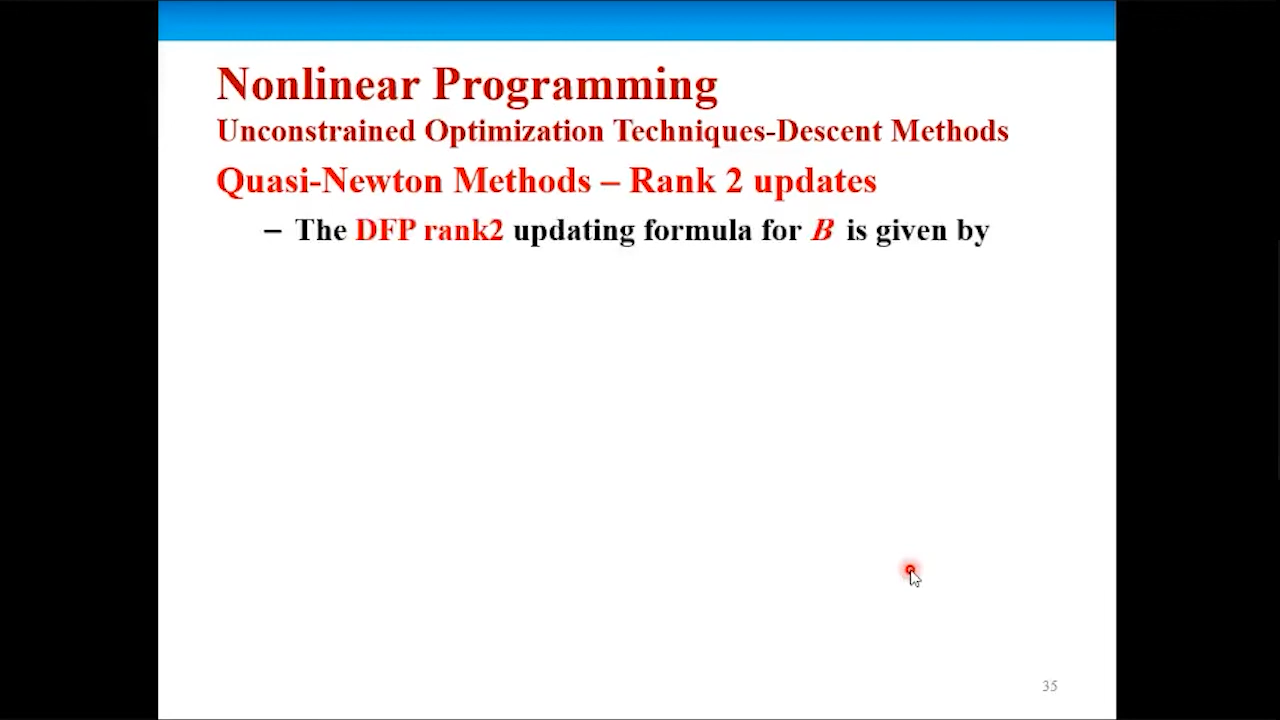 Nonlinear Programming
Unconstrained Optimization Techniques-Descent Methods
Quasi-Newton Methods – Rank 2 updates
– The DFP rank2 updating formula for B is given by
35